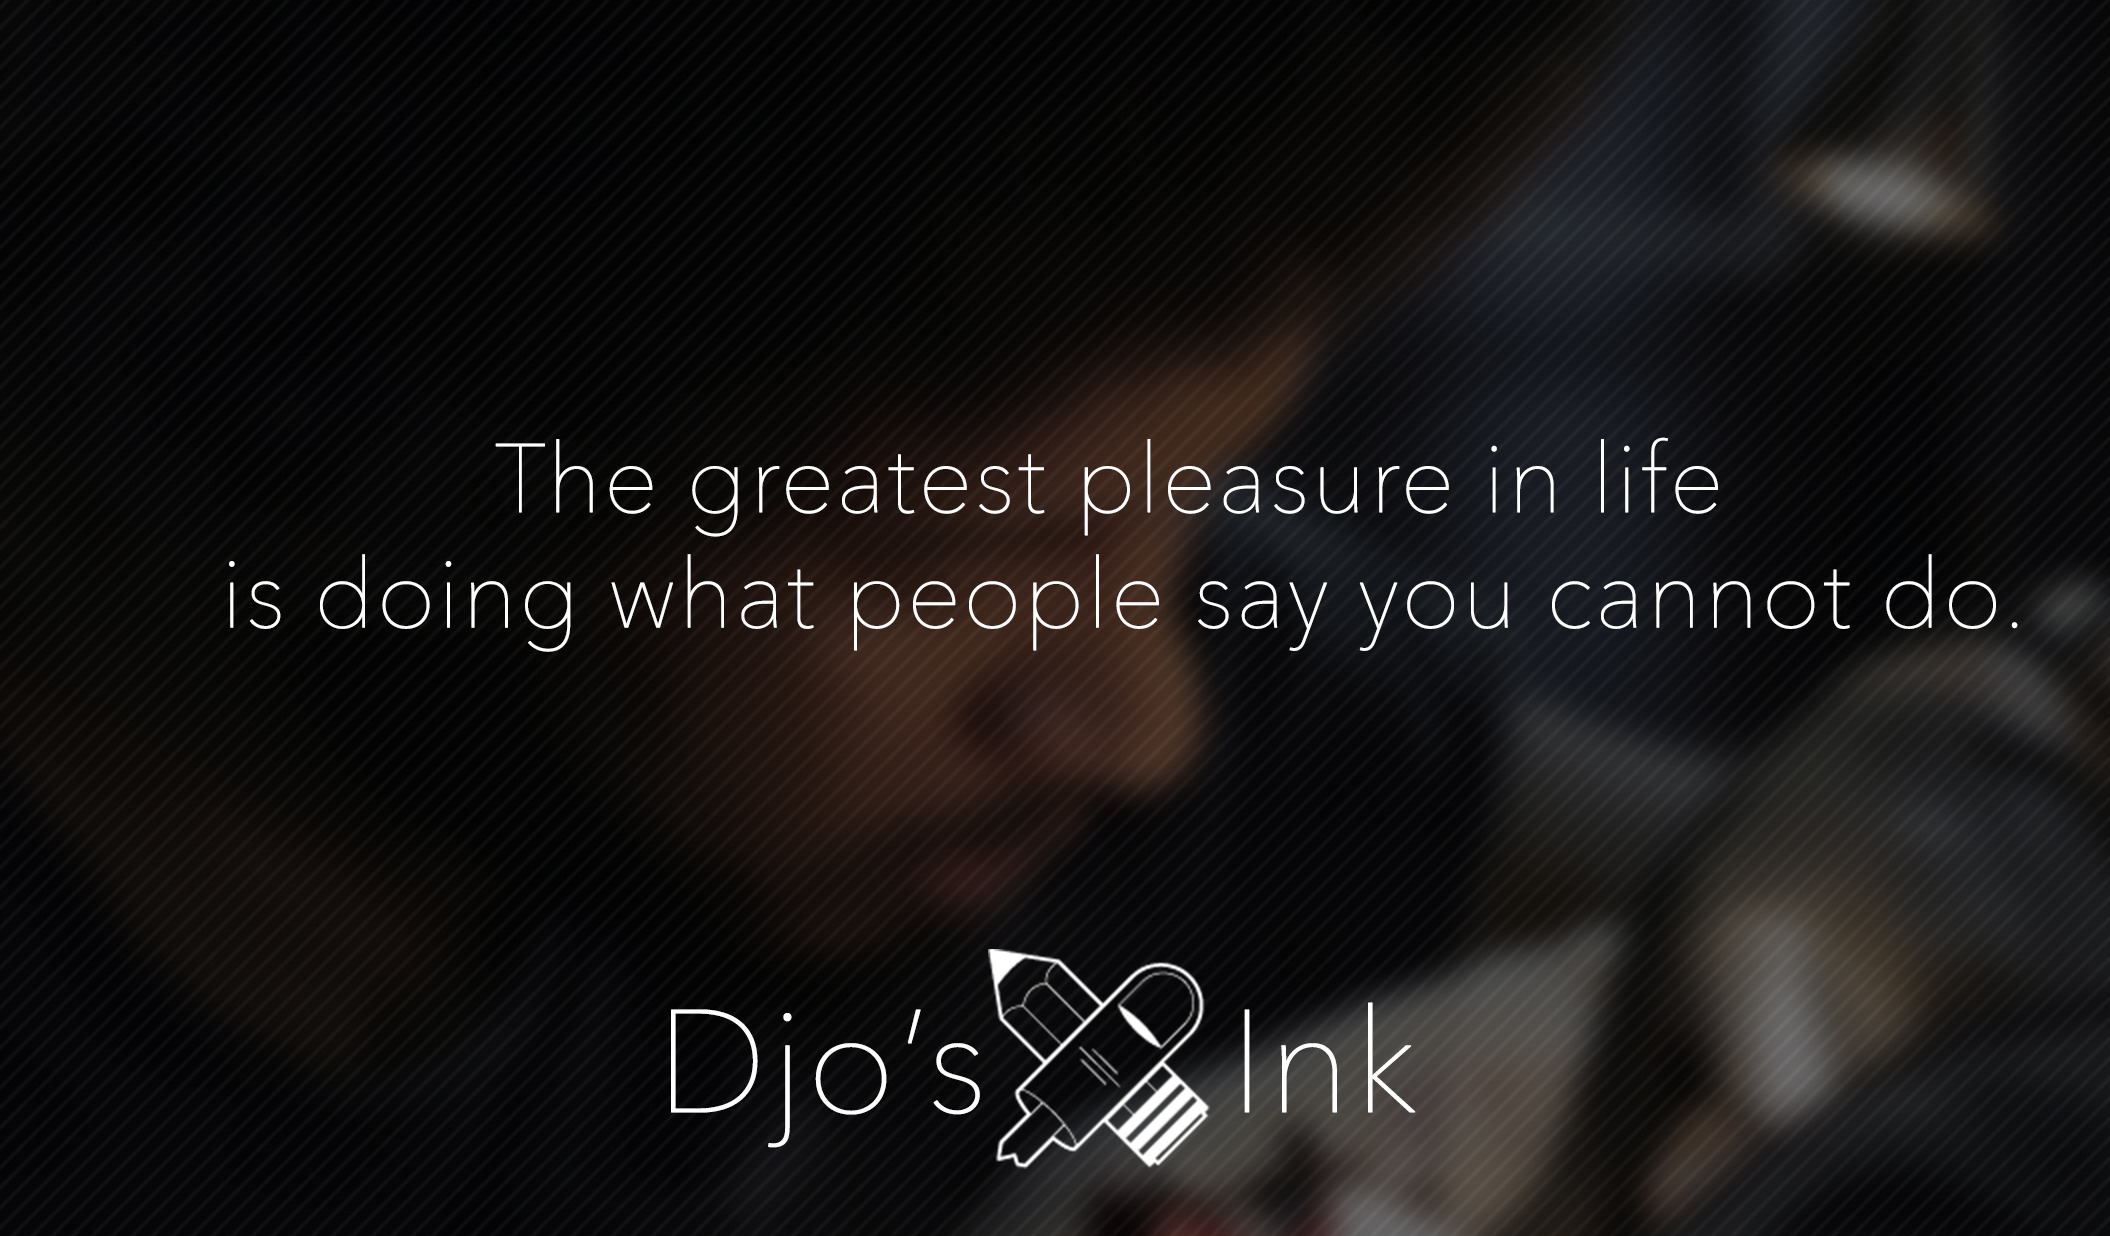 The greatest pleasure in life
is doing what people say you cannot do.
Djo's Ink